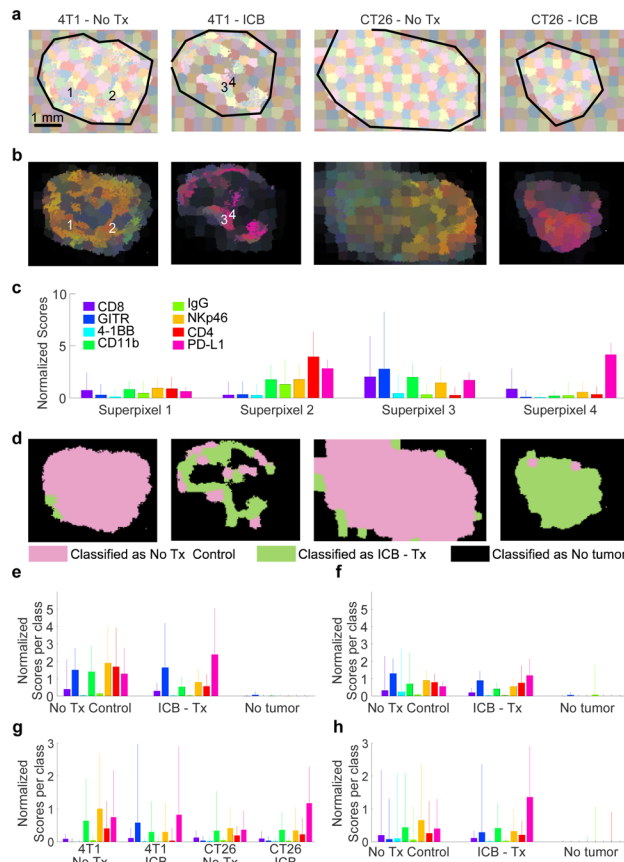 a
4T1 - No Tx
4T1 - ICB
CT26 - No Tx
CT26 - ICB
1
2
3
4
1 mm
b
1
2
3
4
c
10
5
0
Normalized Scores
CD8
GITR
4-1BB
CD11b
IgG
NKp46
CD4
PD-L1
Superpixel 1
Superpixel 2
Superpixel 3
Superpixel 4
d
Classified as No Tx Control
Classified as ICB - Tx
Classified as No tumor
e
Normalized
Scores per class
5
4
3
2
1
0
No Tx Control
ICB - Tx
No tumor
f
Normalized
Scores per class
5
4
3
2
1
0
No Tx Control
ICB - Tx
No tumor
g
Normalized
Scores per class
3
2
1
0
4T1
No Tx
4T1
ICB
CT26
No Tx
CT26
ICB
h
Normalized
Scores per class
3
2
1
0
No Tx Control
ICB - Tx
No tumor